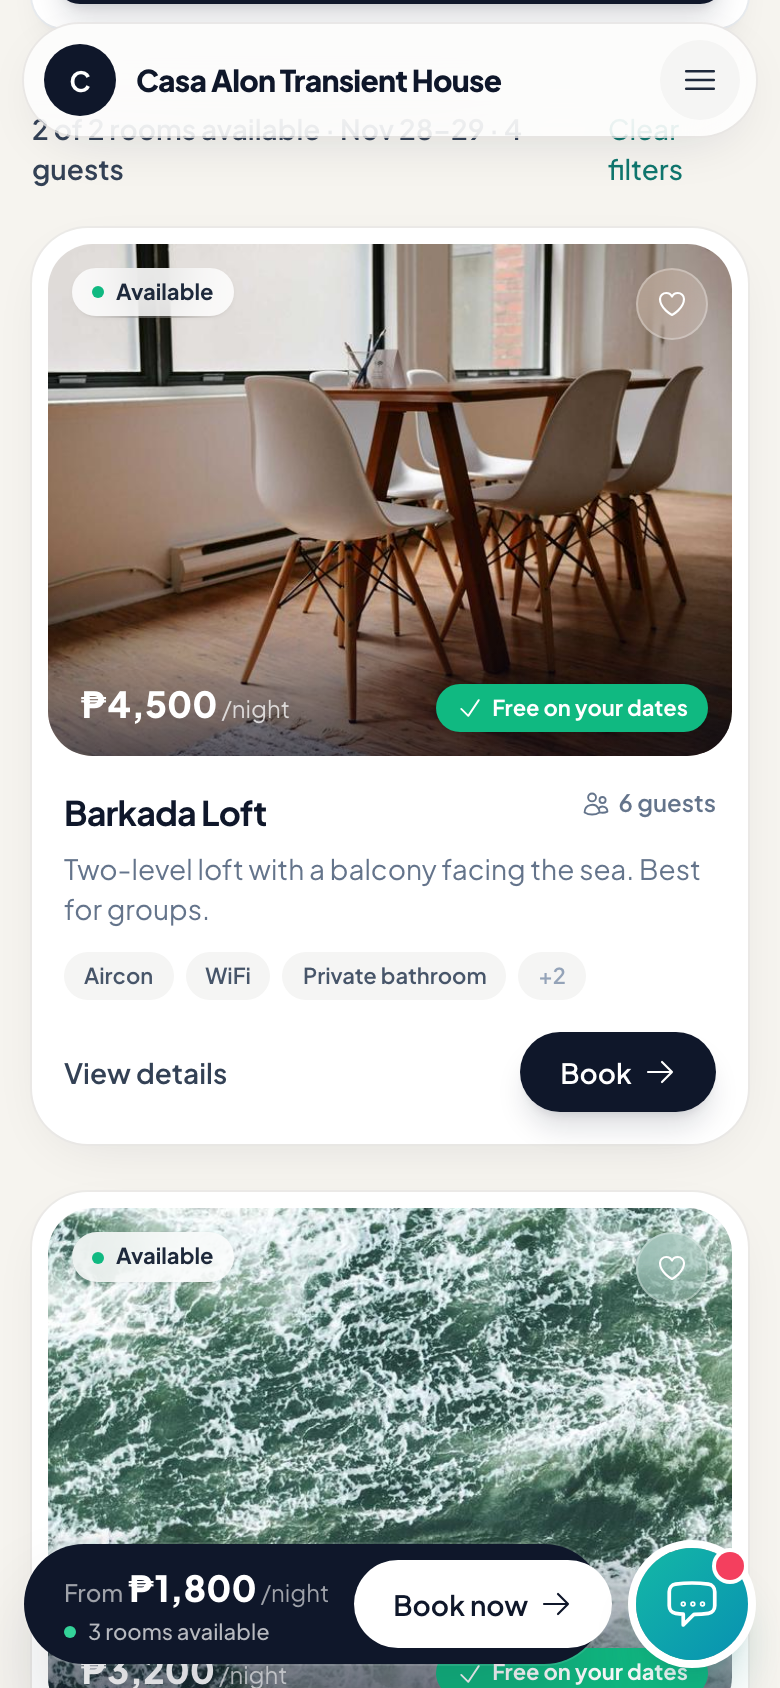 C
Casa Alon Transient House
2 of 2 rooms available · Nov 28–29 · 4
guests
Clear
filters
Available
₱4,500 /night
Free on your dates
Barkada Loft
6 guests
Two-level loft with a balcony facing the sea. Best
for groups.
Aircon
WiFi
Private bathroom
+2
View details
Book
Available
From ₱1,800 /night
3 rooms available
Book now
₱3,200 /night
Free on your dates